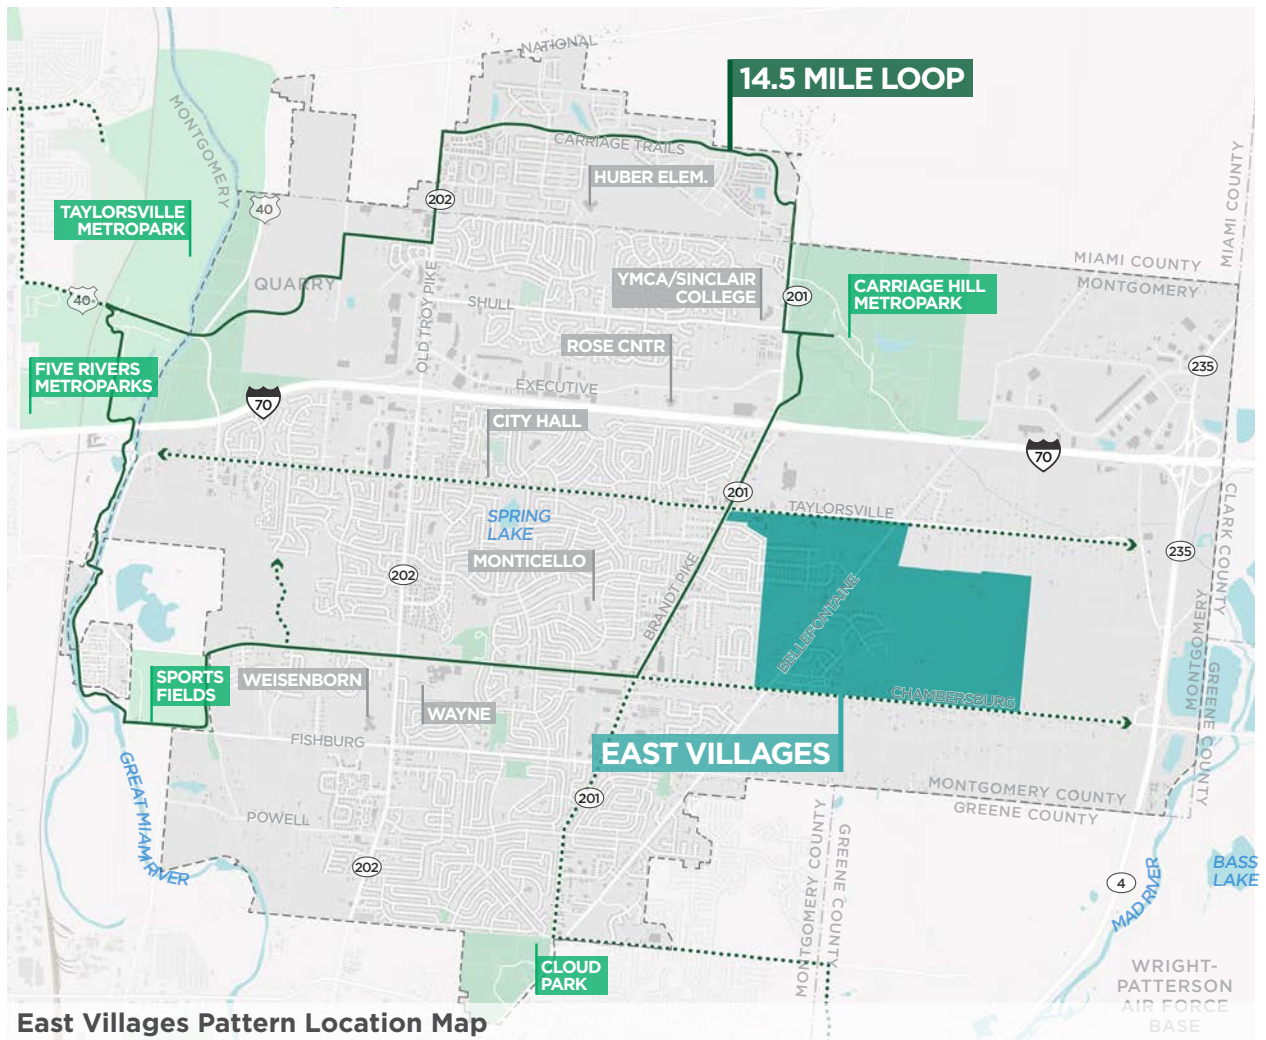 NATIONAL
14.5 MILE LOOP
MONTGOMERY
CARRIAGE TRAILS
HUBER ELEM.
202
40
TAYLORSVILLE
METROPARK
MIAMI COUNTY
MIAMI COUNTY
MONTGOMERY
QUARRY
40
OLD TROY PIKE
SHULL
YMCA/SINCLAIR
COLLEGE
201
CARRIAGE HILL
METROPARK
ROSE CNTR
235
FIVE RIVERS
METROPARKS
EXECUTIVE
70
CITY HALL
70
201
TAYLORSVILLE
SPRING
LAKE
CLARK COUNTY
235
MONTICELLO
202
BRANDT PIKE
BELLEFONTAINE
MONTGOMERY
GREENE COUNTY
SPORTS
FIELDS
WEISENBORN
WAYNE
CHAMBERSBURG
FISHBURG
EAST VILLAGES
GREAT MIAMI
RIVER
201
MONTGOMERY COUNTY
GREENE COUNTY
POWELL
202
MONTGOMERY COUNTY
GREENE COUNTY
4
MAD RIVER
BASS
LAKE
CLOUD
PARK
WRIGHT-
PATTERSON
AIR FORCE
BASE
East Villages Pattern Location Map